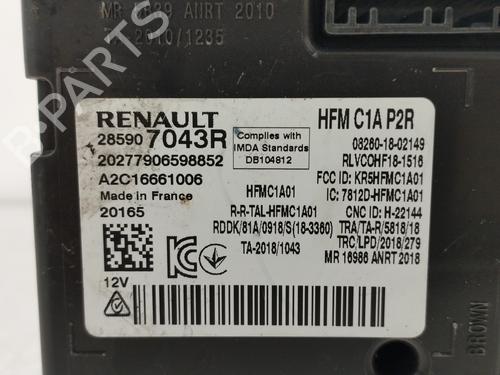 ANRT 2010
2010/1235
RENAULT
HFM C1A P2R
28590 7043R
20277906598852
A2C16661006
Made in France
20165
Complies with
IMDA Standards
DB104812
08260-18-02149
RLVCOHF18-1516
FCC ID: KR5HFMC1A01
HFMC1A01
IC: 7812D-HFMC1A01
R-R-TAL-HFMC1A01
CNC ID: H-22144
RDDK/81A/0918/S(18-3360)
TRA/TA-R/5818/18
TA-2018/1043
TRC/LPD/2018/279
MR 16986 ANRT 2018
12V
BROWN
B-PARTS